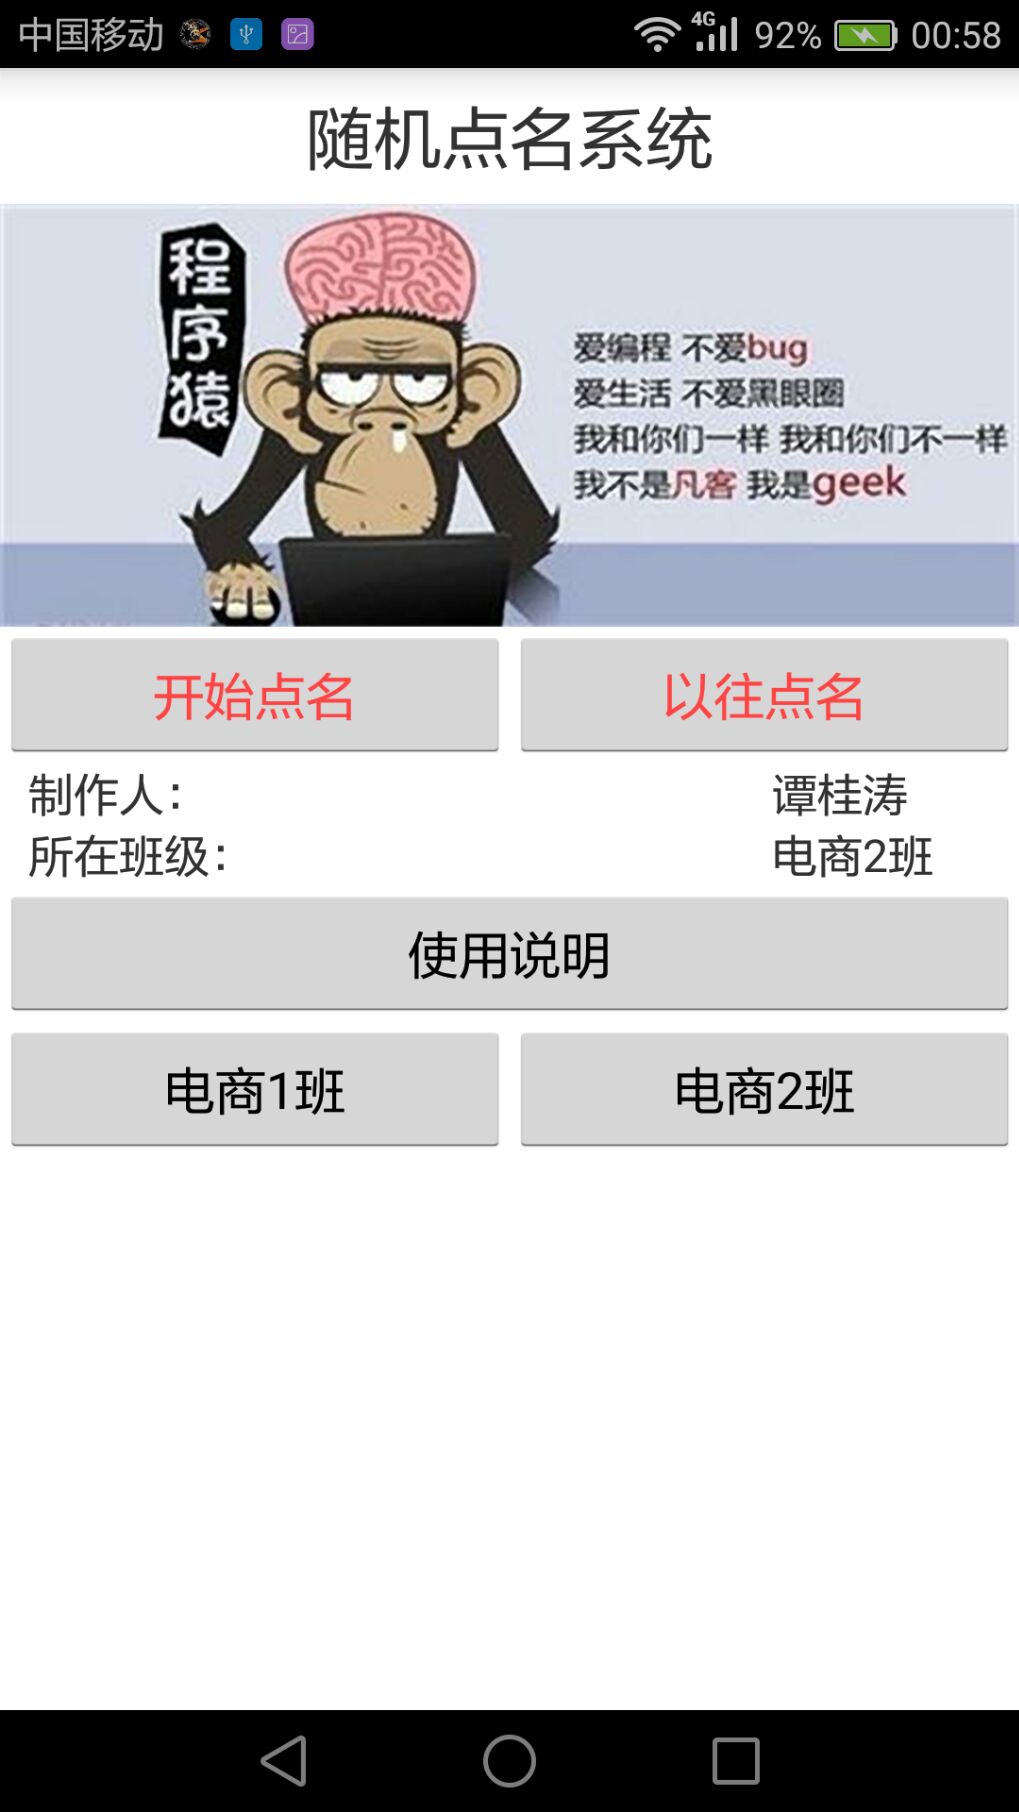 中国移动 4G 92% 00:58
随机点名系统
程序猿
爱编程 不爱bug
爱生活 不爱黑眼圈
我和你们一样 我和你们不一样
我不是凡客 我是geek
开始点名 以往点名
制作人： 谭桂涛
所在班级： 电商2班
使用说明
电商1班 电商2班